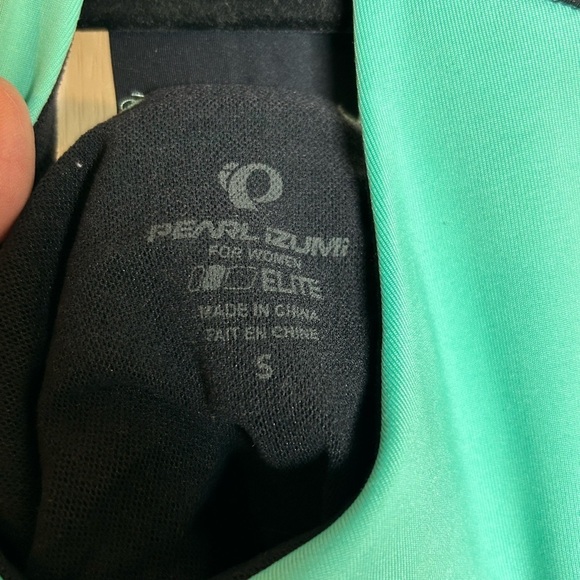 PEARL iZUMi
FOR WOMEN
ELITE
MADE IN CHINA
FAIT EN CHINE
S